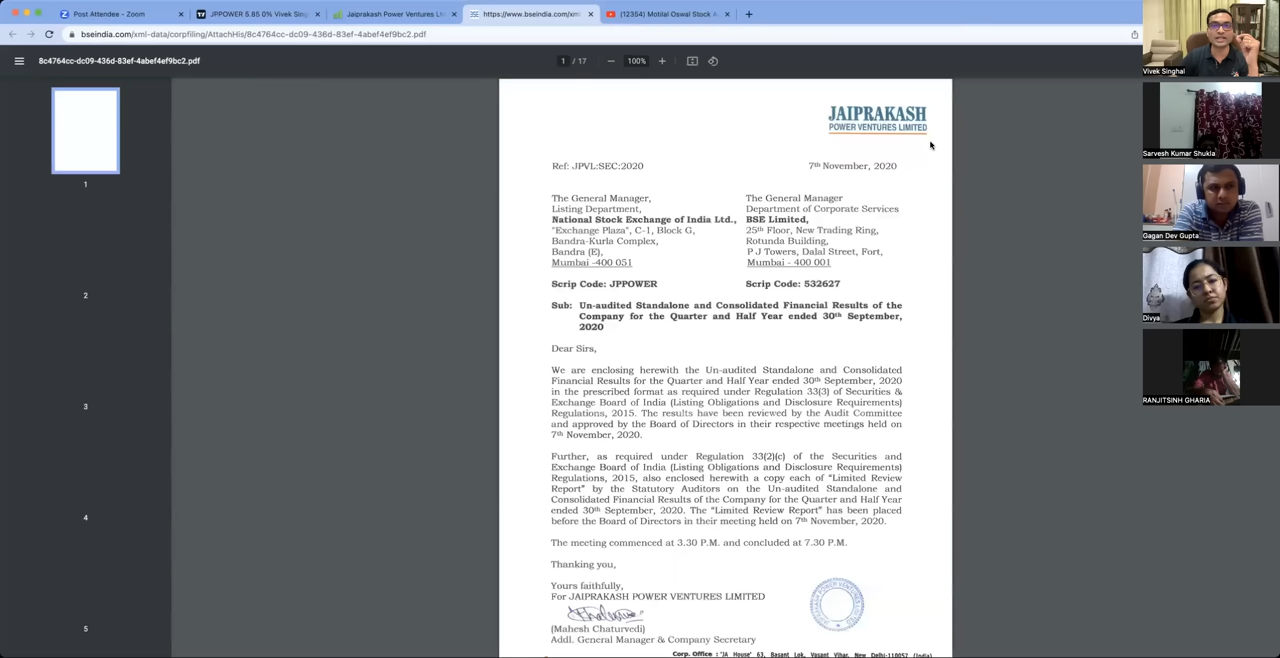 Post Attendee - Zoom
JPPOWER 5.85 0% Vivek Sing
Jaiprakash Power Ventures Lt
https://www.bseindia.com/xml
(12354) Motilal Oswal Stock A
bseindia.com/xml-data/corpfiling/AttachHis/8c4764cc-dc09-436d-83ef-4abef4ef9bc2.pdf
8c4764cc-dc09-436d-83ef-4abef4ef9bc2.pdf
1 / 17
100%
1
2
3
4
5
JAIPRAKASH
POWER VENTURES LIMITED
Ref: JPVL:SEC:2020
7th November, 2020
The General Manager,
Listing Department,
National Stock Exchange of India Ltd.,
"Exchange Plaza", C-1, Block G,
Bandra-Kurla Complex,
Bandra (E),
Mumbai -400 051
The General Manager
Department of Corporate Services
BSE Limited,
25th Floor, New Trading Ring,
Rotunda Building,
P J Towers, Dalal Street, Fort,
Mumbai - 400 001
Scrip Code: JPPOWER
Scrip Code: 532627
Sub: Un-audited Standalone and Consolidated Financial Results of the
Company for the Quarter and Half Year ended 30th September,
2020
Dear Sirs,
We are enclosing herewith the Un-audited Standalone and Consolidated
Financial Results for the Quarter and Half Year ended 30th September, 2020
in the prescribed format as required under Regulation 33(3) of Securities &
Exchange Board of India (Listing Obligations and Disclosure Requirements)
Regulations, 2015. The results have been reviewed by the Audit Committee
and approved by the Board of Directors in their respective meetings held on
7th November, 2020.
Further, as required under Regulation 33(2)(c) of the Securities and
Exchange Board of India (Listing Obligations and Disclosure Requirements)
Regulations, 2015, also enclosed herewith a copy each of "Limited Review
Report" by the Statutory Auditors on the Un-audited Standalone and
Consolidated Financial Results of the Company for the Quarter and Half Year
ended 30th September, 2020. The "Limited Review Report" has been placed
before the Board of Directors in their meeting held on 7th November, 2020.
The meeting commenced at 3.30 P.M. and concluded at 7.30 P.M.
Thanking you,
Yours faithfully,
For JAIPRAKASH POWER VENTURES LIMITED
(Mahesh Chaturvedi)
Addl. General Manager & Company Secretary
Corp. Office : 'JA House' 63, Basant Lok, Vasant Vihar, New Delhi-110057 (India)
Vivek Singhal
Sarvesh Kumar Shukla
Gagan Dev Gupta
Divya
RANJITSINH GHARIA